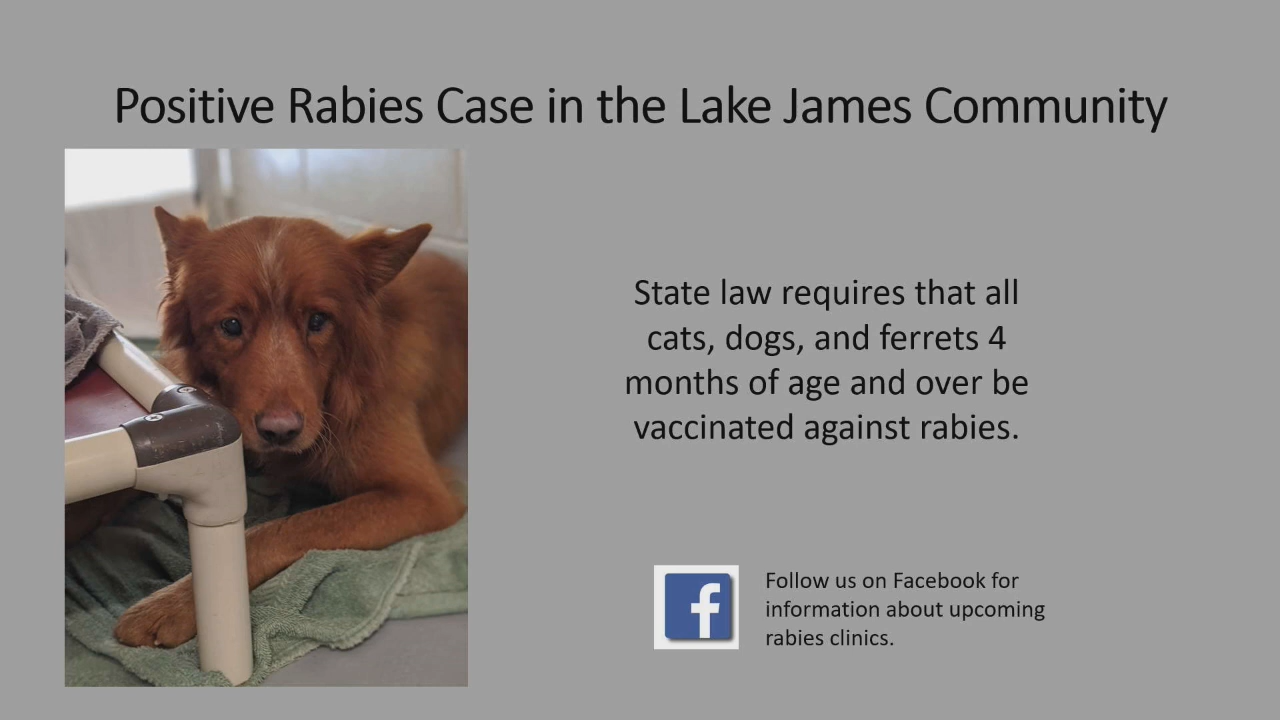 Positive Rabies Case in the Lake James Community
State law requires that all
cats, dogs, and ferrets 4
months of age and over be
vaccinated against rabies.
f
Follow us on Facebook for
information about upcoming
rabies clinics.